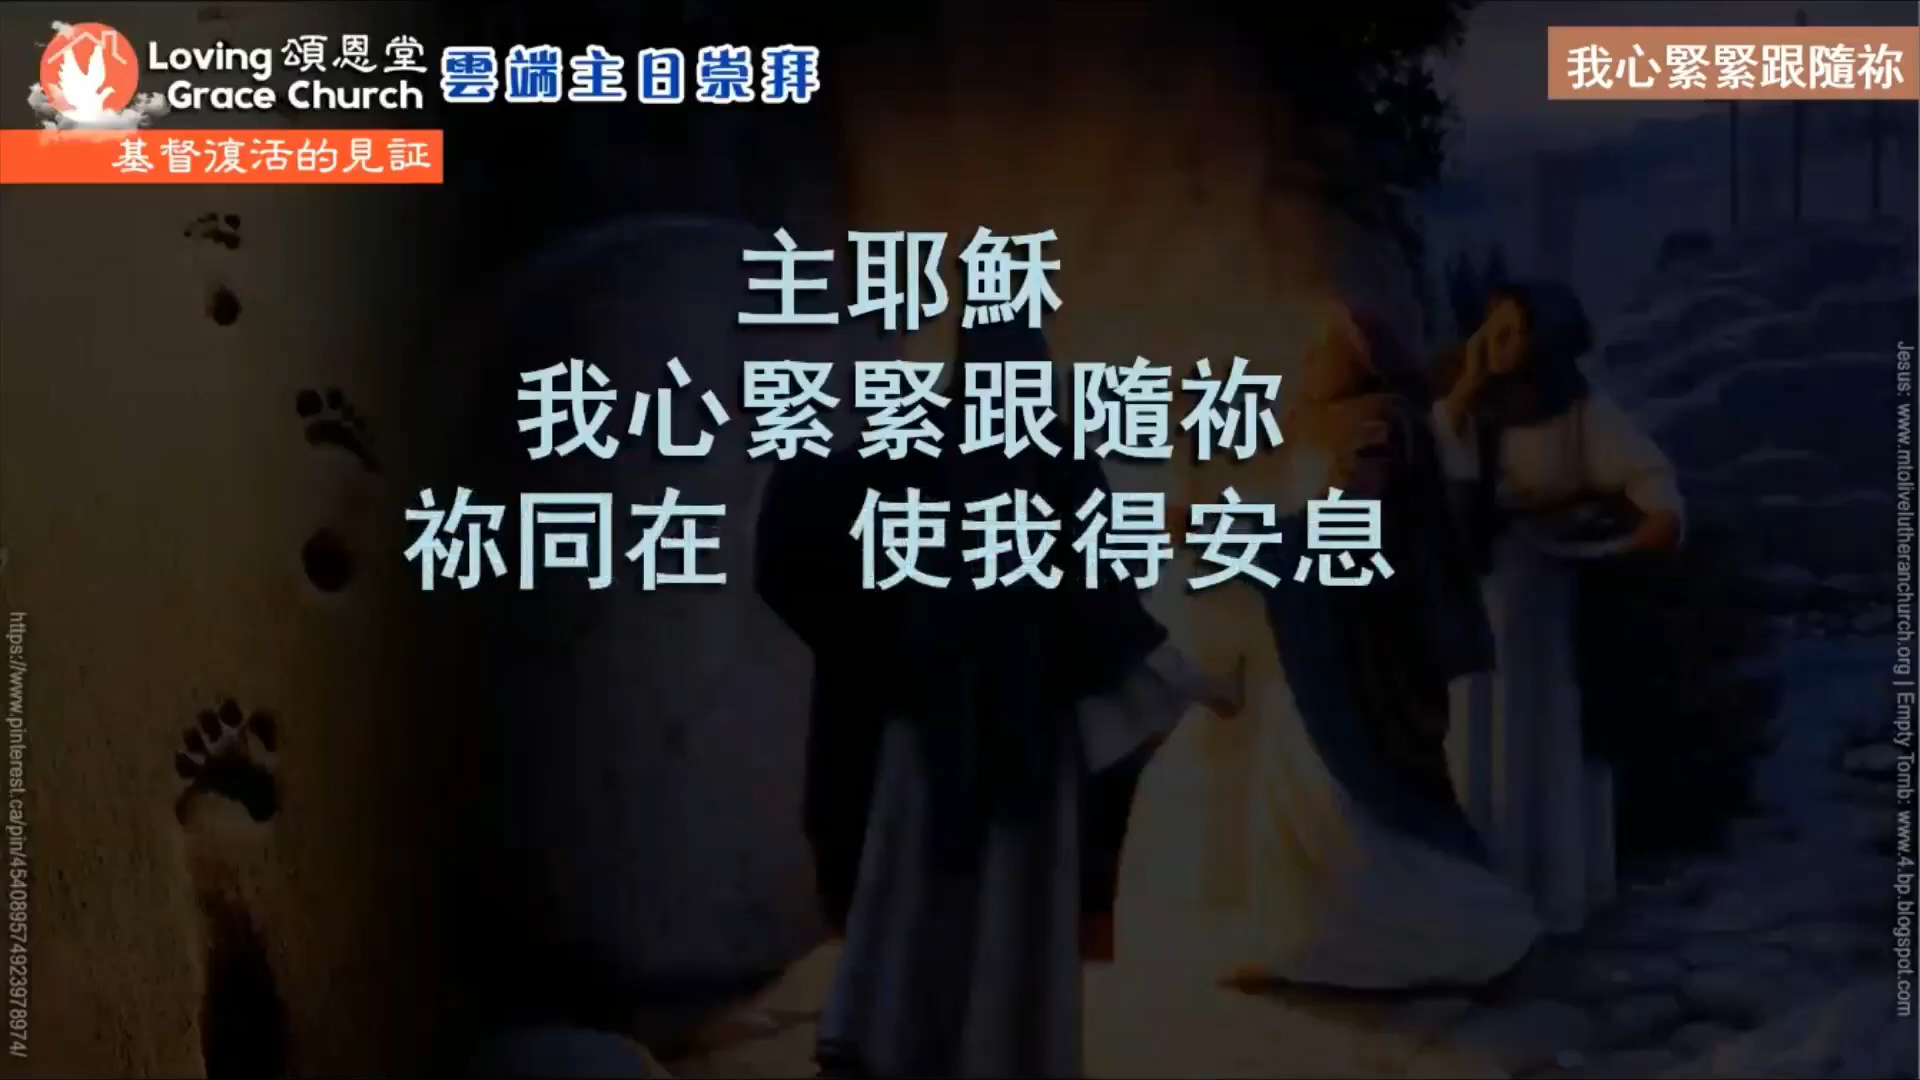 Loving 頌恩堂
Grace Church
雲端主日崇拜
我心緊緊跟隨祢
基督復活的見証
主耶穌
我心緊緊跟隨祢
祢同在　使我得安息
https://www.pinterest.ca/pin/454089574923978974/
Jesus: www.mtolivelutheranchurch.org | Empty Tomb: www.4.bp.blogspot.com